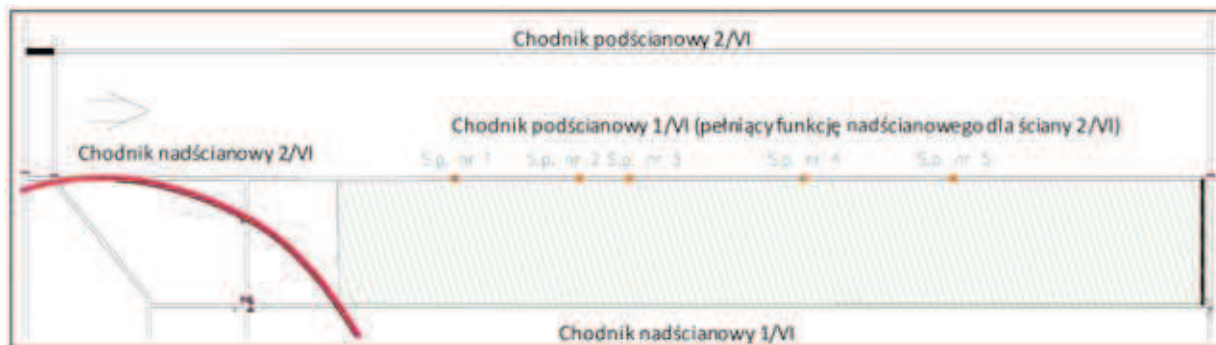 Chodnik podścianowy 2/VI
Chodnik podścianowy 1/VI (pełniący funkcję nadścianowego dla ściany 2/VI)
Chodnik nadścianowy 2/VI
S.p. nr 1 S.p. nr 2 S.p. nr 3 S.p. nr 4 S.p. nr 5
Chodnik nadścianowy 1/VI